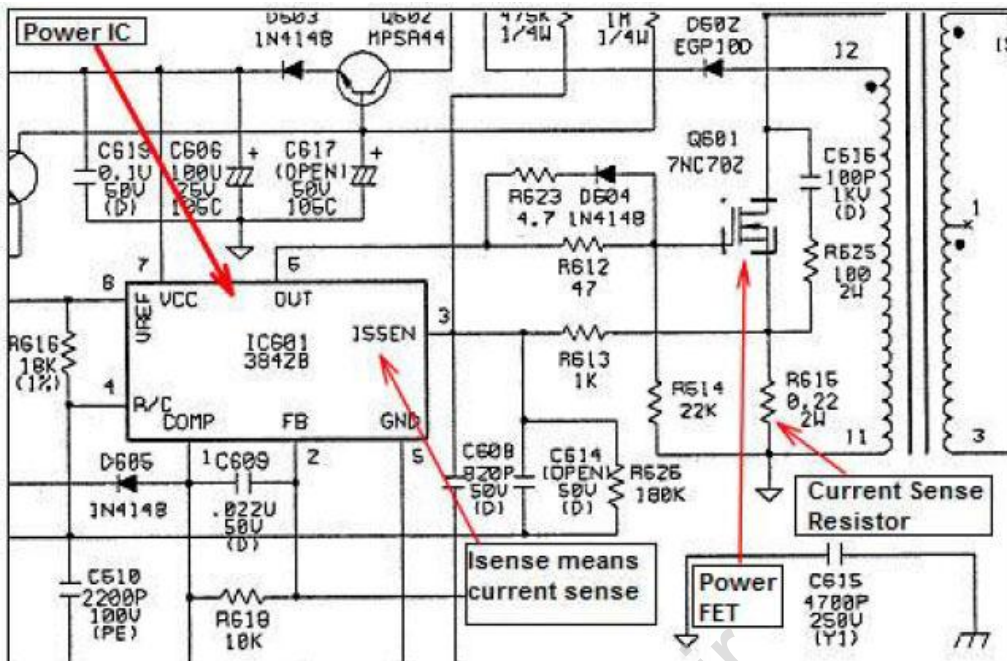 Power IC
D603
1N4148
Q602
MPSA44
475K
1/4W
1M
1/4W
D602
EGP10D
12
Q601
7NC70Z
C616
100P
1KV
(D)
C619
0.1U
50V
(D)
C606
100U
25V
105C
C617
(OPEN)
50V
105C
R623
4.7
D604
1N4148
R625
100
2W
1
R612
47
7
6
8
VCC
OUT
VREF
3
ISSEN
IC601
3842B
R616
18K
(1%)
R613
1K
4
R/C
COMP
FB
GND
R614
22K
R615
0.22
2W
11
3
D605
1N4148
1
C609
2
5
.022U
50V
(D)
C608
820P
50V
(D)
C614
(OPEN)
50V
(D)
R626
180K
Current Sense
Resistor
Isense means
current sense
Power
FET
C615
4700P
250V
(Y1)
C610
2200P
100V
(PE)
R618
10K